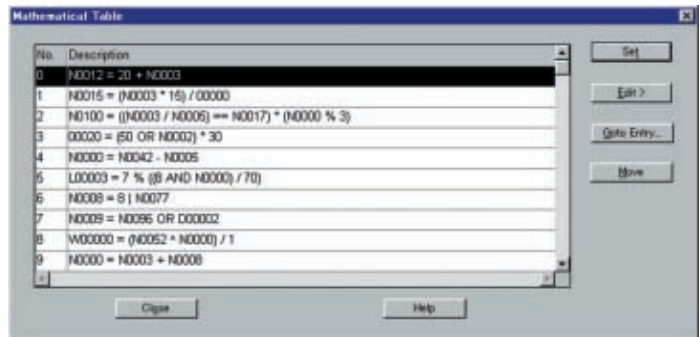 Mathematical Table
No. Description
0 N0012 = 20 + N0003
1 N0015 = (N0003 * 15) / 00000
2 N0100 = ((N0003 / N0005) == N0017) * (N0000 % 3)
3 00020 = (50 OR N0002) * 30
4 N0000 = N0042 - N0005
5 L00003 = 7 % ((8 AND N0000) / 70)
6 N0008 = 8 | N0077
7 N0009 = N0096 OR D00002
8 W00000 = (N0052 ^ N0000) / 1
9 N0000 = N0003 + N0008
Set
Edit >
Goto Entry...
Move
Close
Help